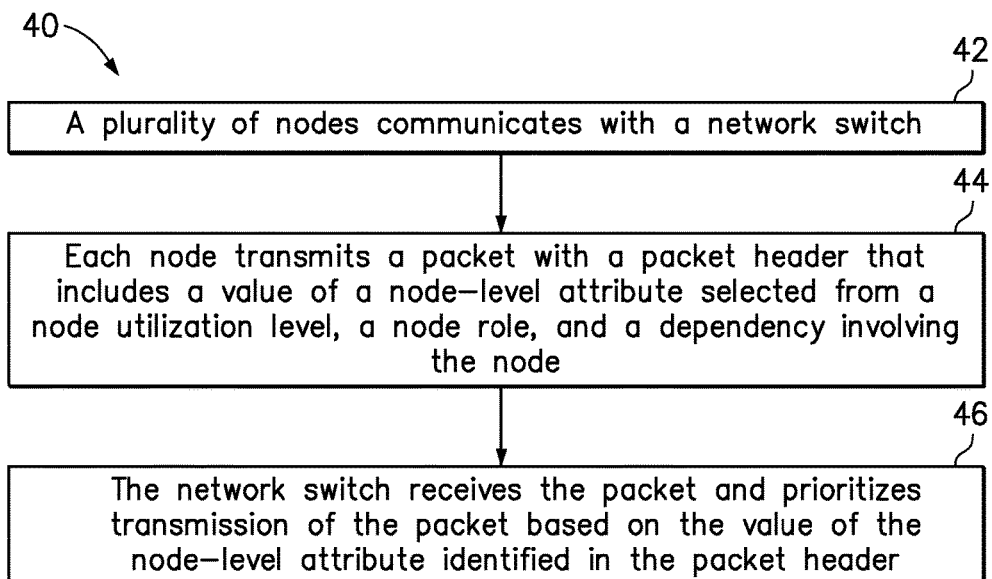 40
42
A plurality of nodes communicates with a network switch
44
Each node transmits a packet with a packet header that
includes a value of a node-level attribute selected from a
node utilization level, a node role, and a dependency involving
the node
46
The network switch receives the packet and prioritizes
transmission of the packet based on the value of the
node-level attribute identified in the packet header